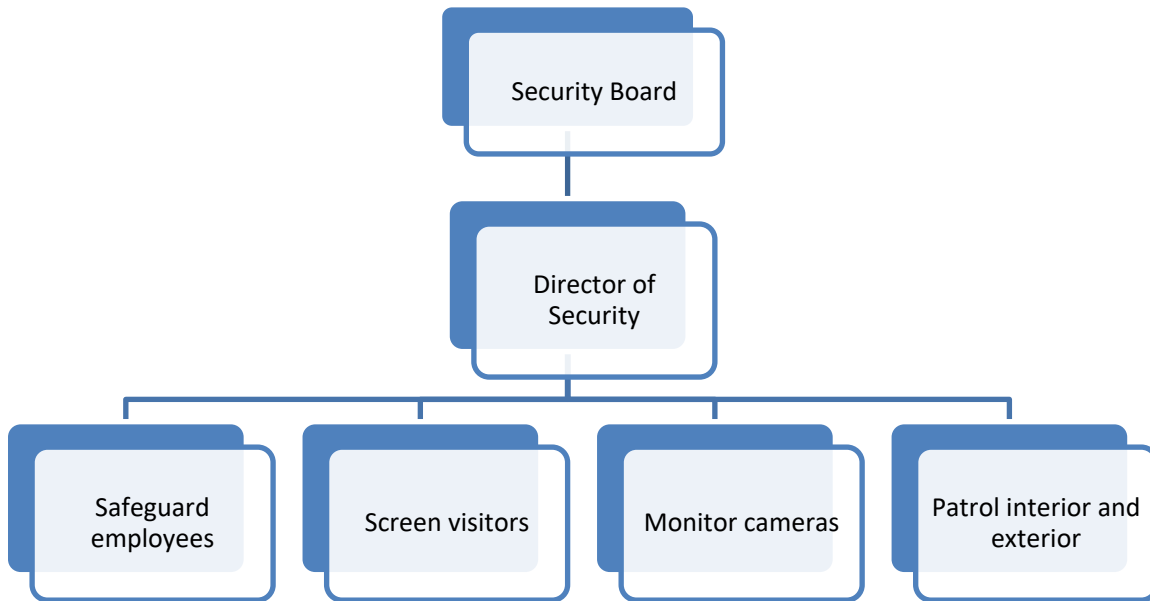 Security Board
Director of
Security
Safeguard
employees
Screen visitors
Monitor cameras
Patrol interior and
exterior